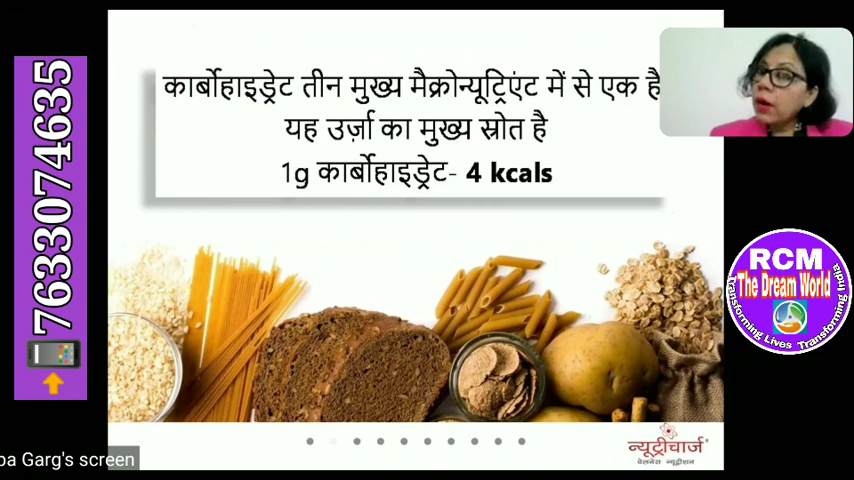 कार्बोहाइड्रेट तीन मुख्य मैक्रोन्यूट्रिएंट में से एक है
यह उर्ज़ा का मुख्य स्रोत है
1g कार्बोहाइड्रेट- 4 kcals
7633074635
RCM
The Dream World
Transforming Lives Transforming India
न्यूट्रीचार्ज
वेलनेस न्यूट्रीशन
pa Garg's screen